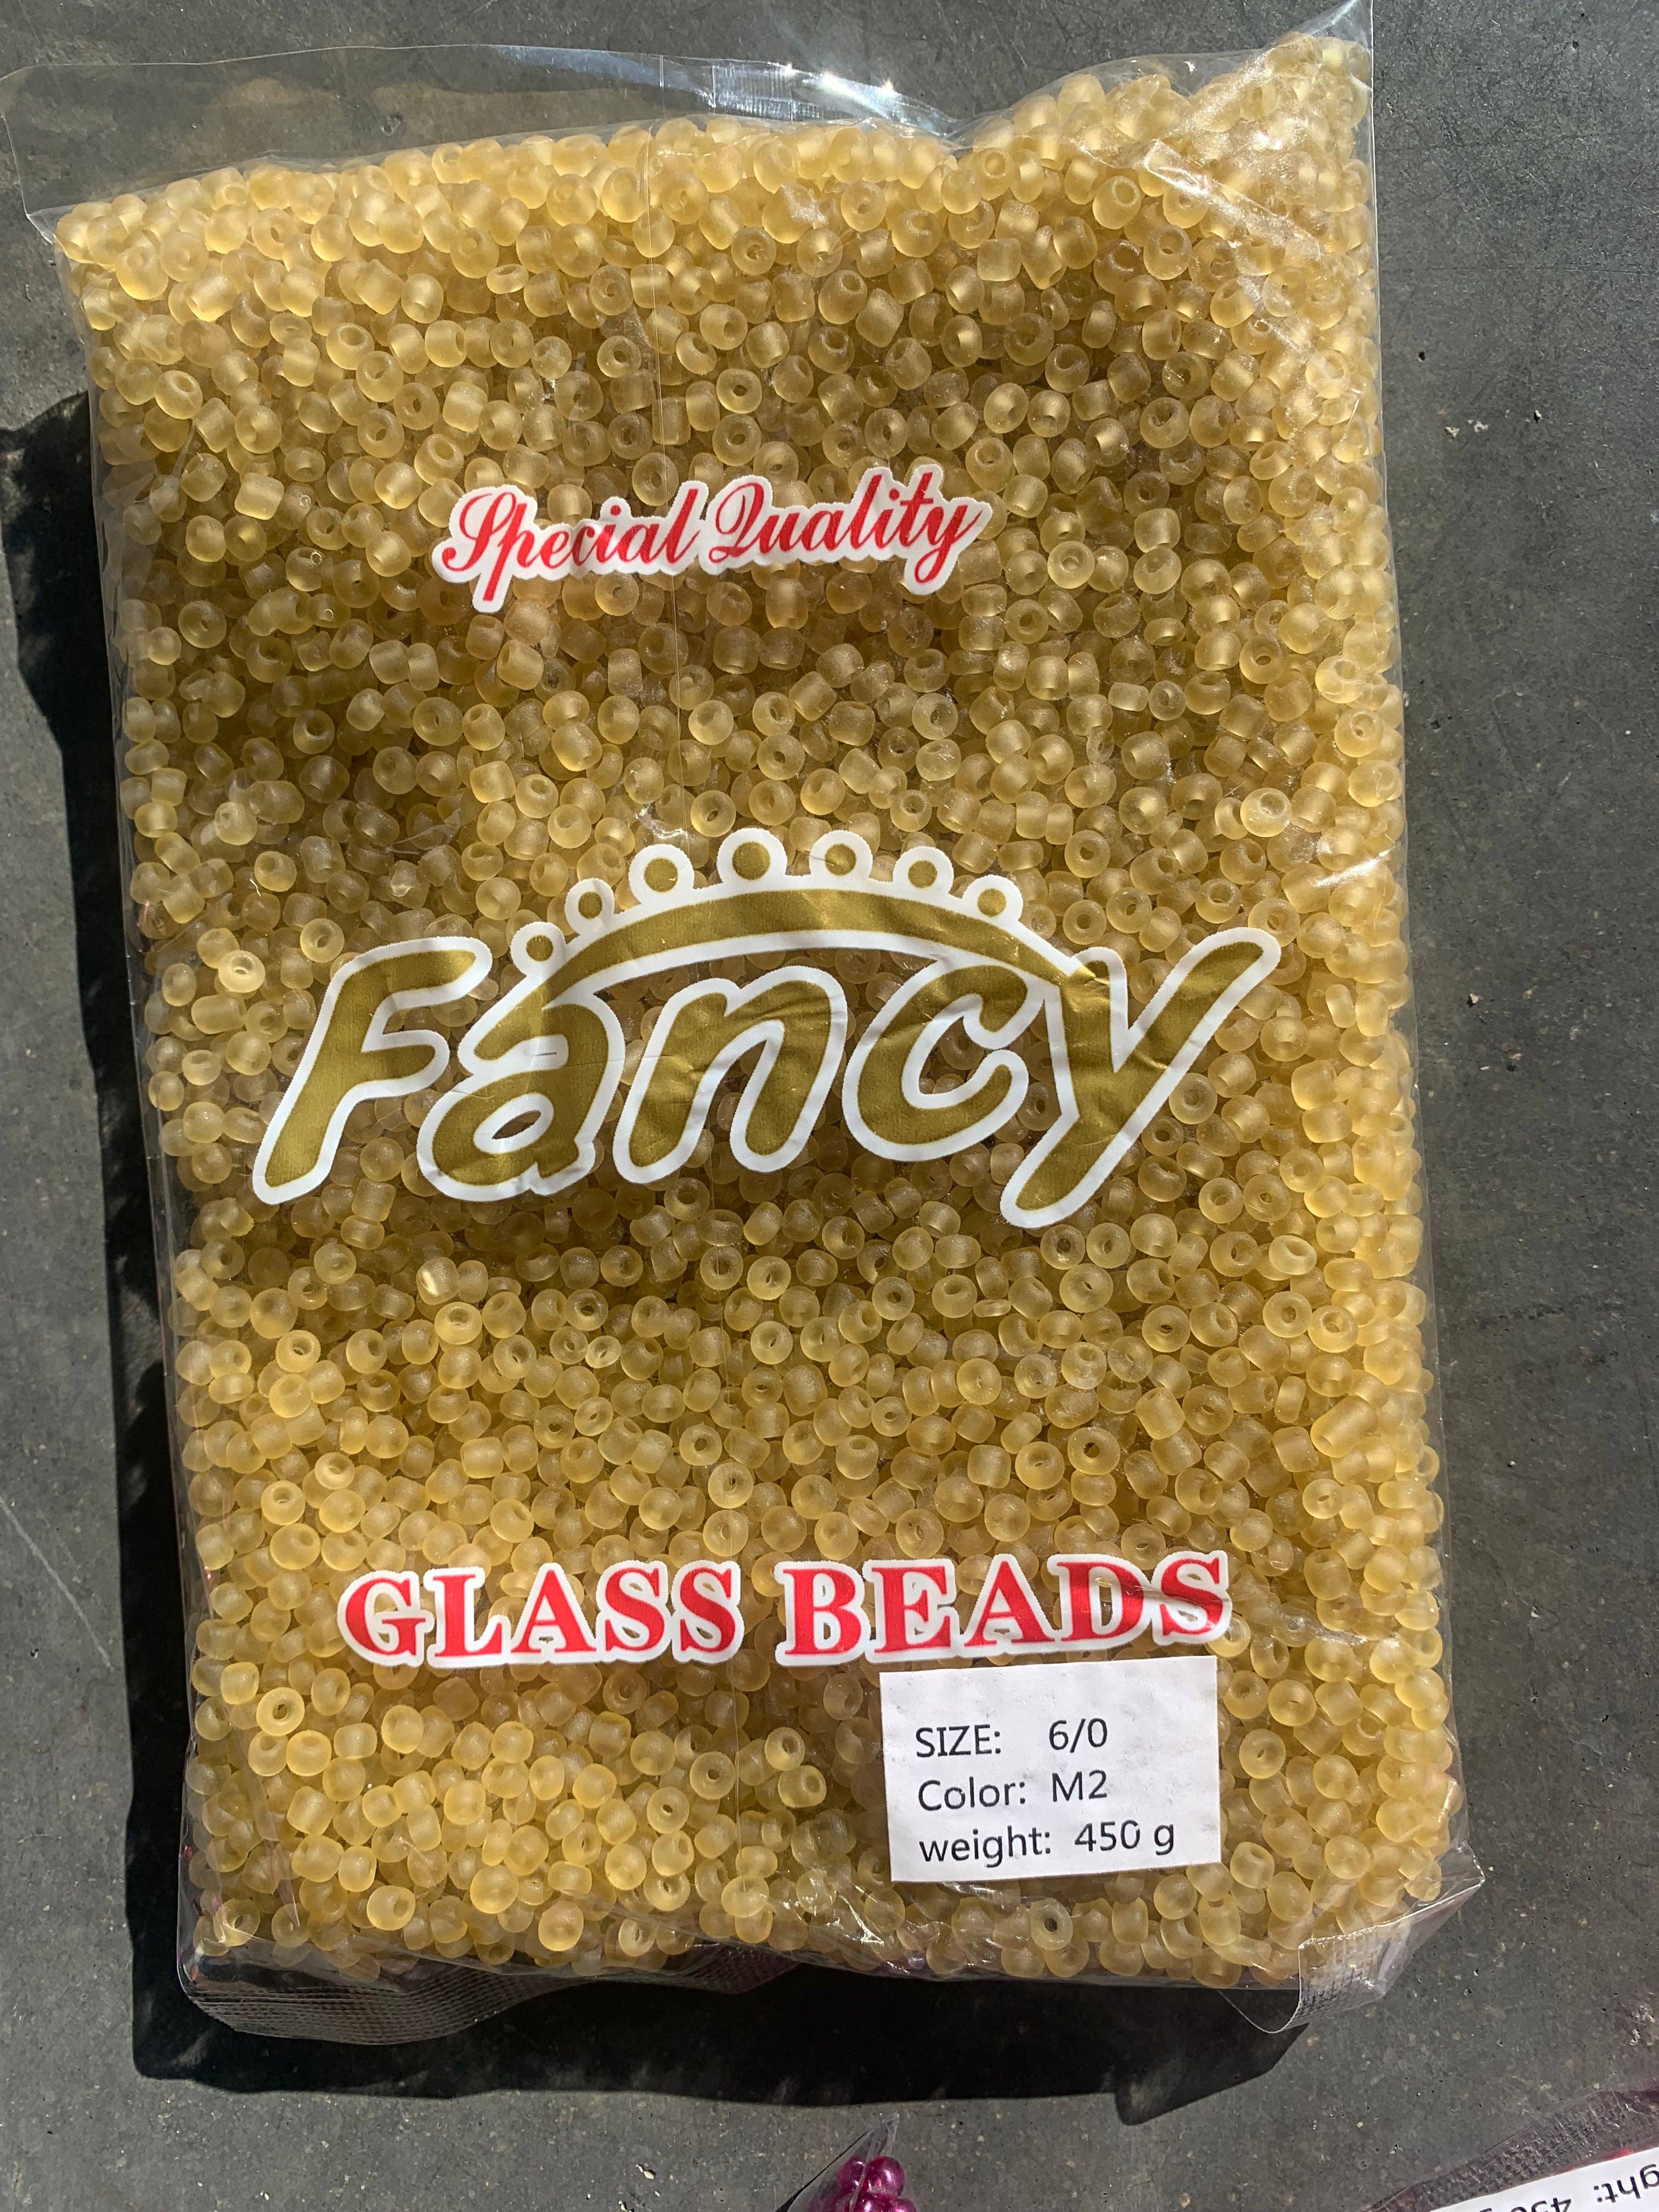 Special Quality
Fancy
GLASS BEADS
SIZE: 6/0
Color: M2
weight: 450 g